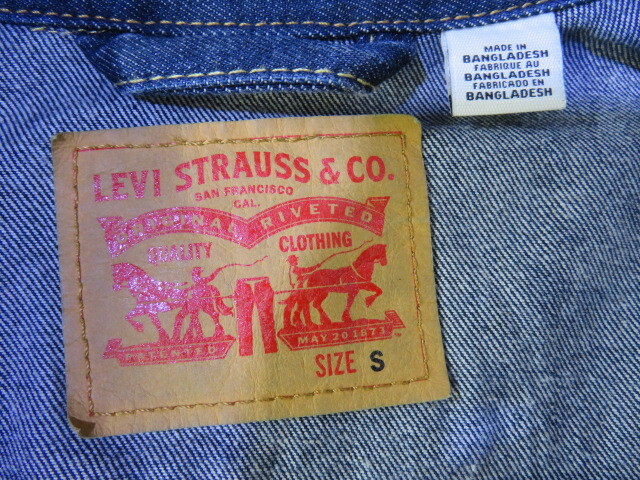 MADE IN
BANGLADESH
FABRIQUE AU
BANGLADESH
FABRICADO EN
BANGLADESH
LEVI STRAUSS & CO.
SAN FRANCISCO
CAL.
ORIGINAL RIVETED
QUALITY CLOTHING
PATENTED MAY 20 1873
SIZE S